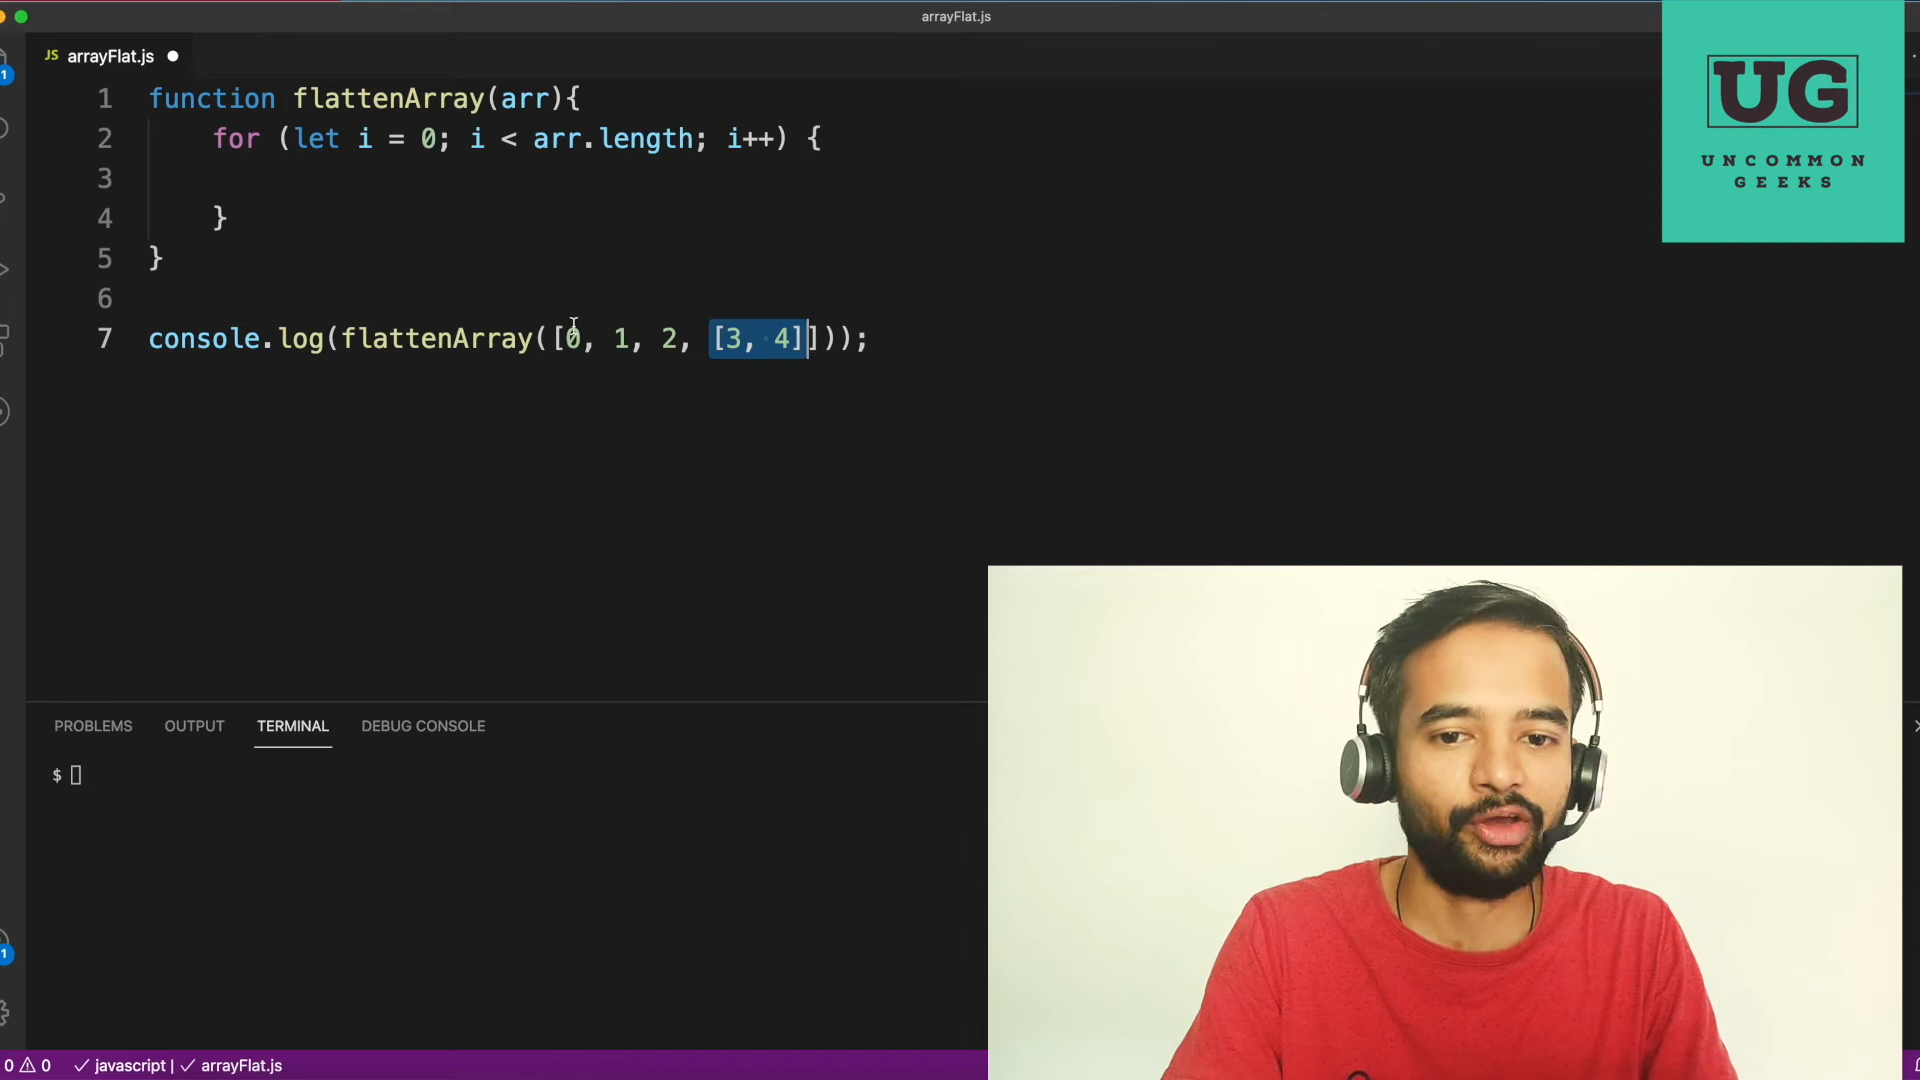 arrayFlat.js
JS arrayFlat.js
1 function flattenArray(arr){
2 for (let i = 0; i < arr.length; i++) {
3
4 }
5 }
6
7 console.log(flattenArray([0, 1, 2, [3, 4]]));
UG
UNCOMMON
GEEKS
1
PROBLEMS OUTPUT TERMINAL DEBUG CONSOLE
$
1
0 0 javascript | arrayFlat.js